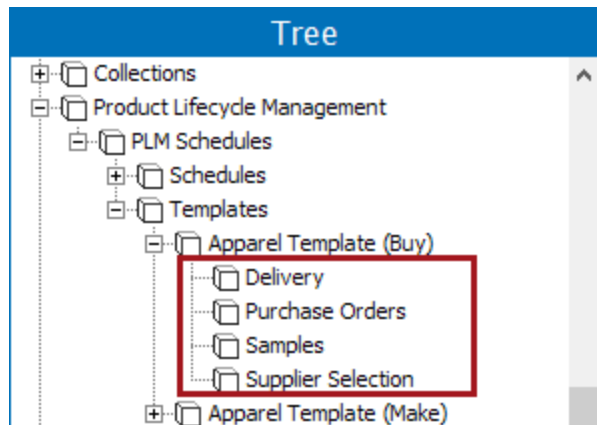 Tree
Collections
Product Lifecycle Management
PLM Schedules
Schedules
Templates
Apparel Template (Buy)
Delivery
Purchase Orders
Samples
Supplier Selection
Apparel Template (Make)